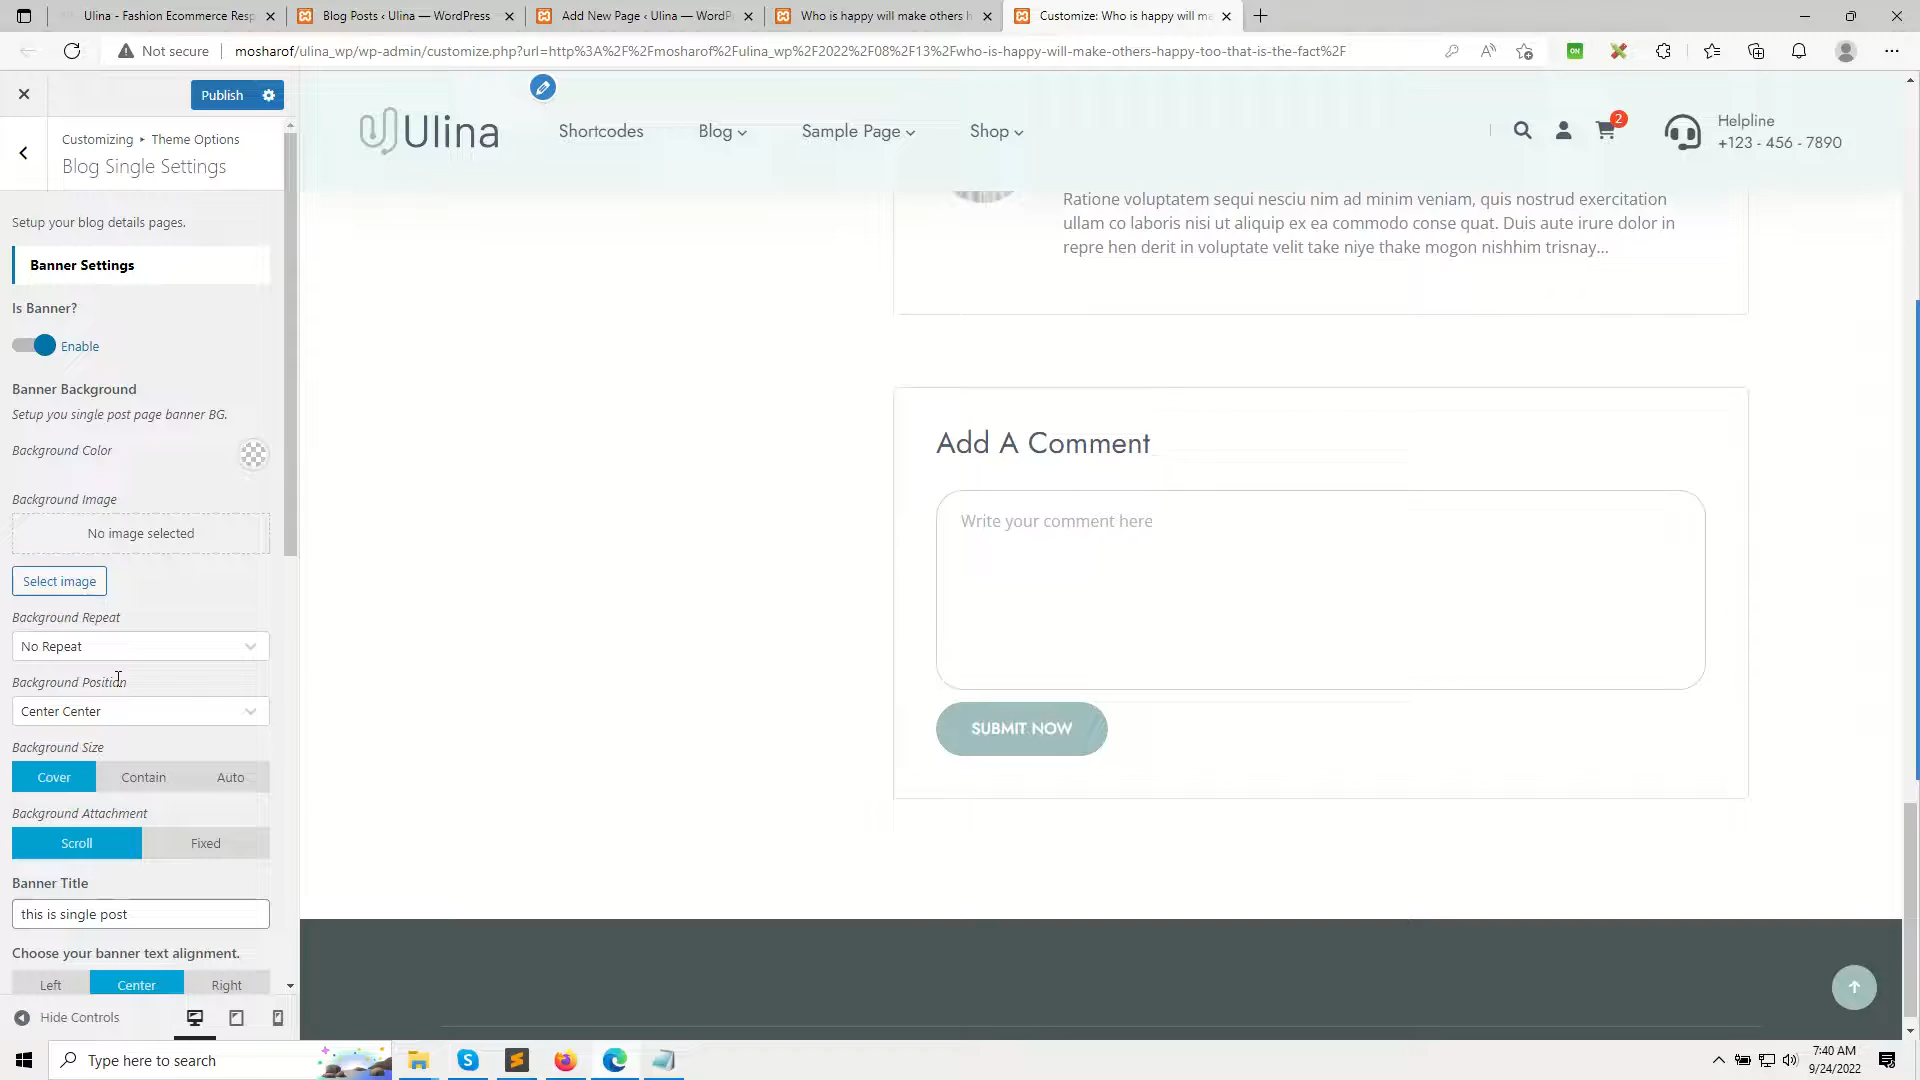 Ulina - Fashion Ecommerce Resp
Blog Posts ‹ Ulina — WordPress
Add New Page ‹ Ulina — WordP
Who is happy will make others h
Customize: Who is happy will m
Not secure
mosharof/ulina_wp/wp-admin/customize.php?url=http%3A%2F%2Fmosharof%2Fulina_wp%2F2022%2F08%2F13%2Fwho-is-happy-will-make-others-happy-too-that-is-the-fact%2F
ON
Publish
Customizing ▸ Theme Options
Blog Single Settings
Setup your blog details pages.
Banner Settings
Is Banner?
Enable
Banner Background
Setup you single post page banner BG.
Background Color
Background Image
No image selected
Select image
Background Repeat
No Repeat
Background Position
Center Center
Background Size
Cover Contain Auto
Background Attachment
Scroll Fixed
Banner Title
this is single post
Choose your banner text alignment.
Left Center Right
Hide Controls
Ulina
Shortcodes Blog Sample Page Shop
2
Helpline
+123 - 456 - 7890
Ratione voluptatem sequi nesciu nim ad minim veniam, quis nostrud exercitation
ullam co laboris nisi ut aliquip ex ea commodo conse quat. Duis aute irure dolor in
repre hen derit in voluptate velit take niye thake mogon nishhim trisnay...
Add A Comment
Write your comment here
SUBMIT NOW
Type here to search
7:40 AM
9/24/2022